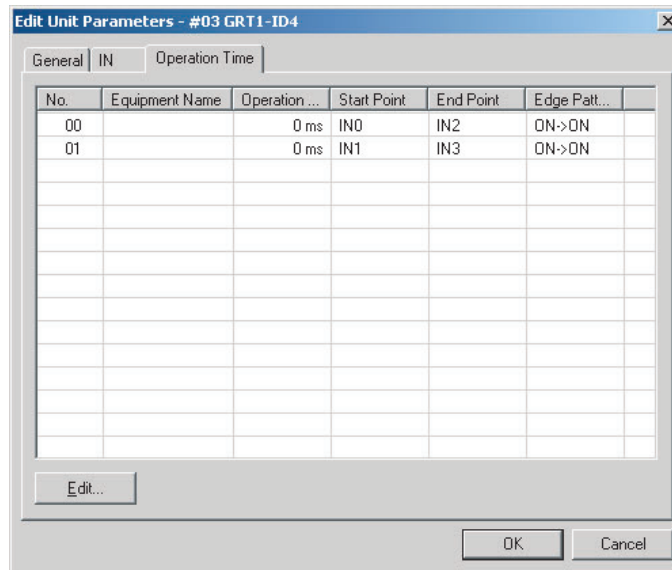 Edit Unit Parameters - #03 GRT1-ID4
General IN Operation Time
No. Equipment Name Operation ... Start Point End Point Edge Patt...
00 0 ms IN0 IN2 ON->ON
01 0 ms IN1 IN3 ON->ON
Edit...
OK Cancel